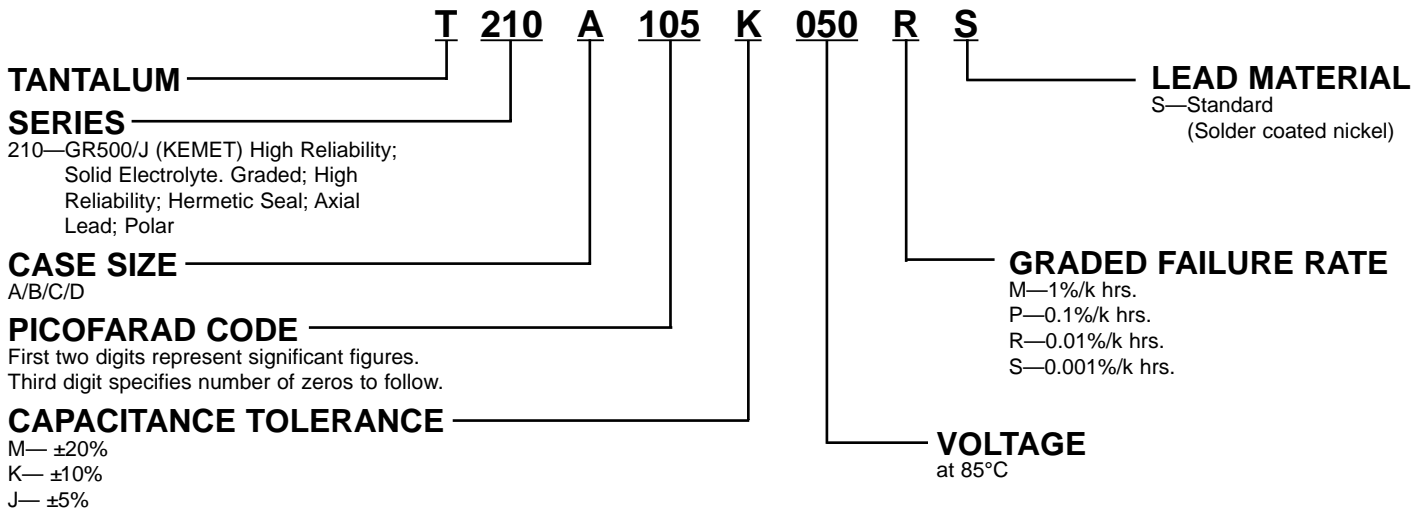 T 210 A 105 K 050 R S
TANTALUM
SERIES
210—GR500/J (KEMET) High Reliability;
Solid Electrolyte. Graded; High
Reliability; Hermetic Seal; Axial
Lead; Polar
CASE SIZE
A/B/C/D
PICOFARAD CODE
First two digits represent significant figures.
Third digit specifies number of zeros to follow.
CAPACITANCE TOLERANCE
M— ±20%
K— ±10%
J— ±5%
LEAD MATERIAL
S—Standard
(Solder coated nickel)
GRADED FAILURE RATE
M—1%/k hrs.
P—0.1%/k hrs.
R—0.01%/k hrs.
S—0.001%/k hrs.
VOLTAGE
at 85°C